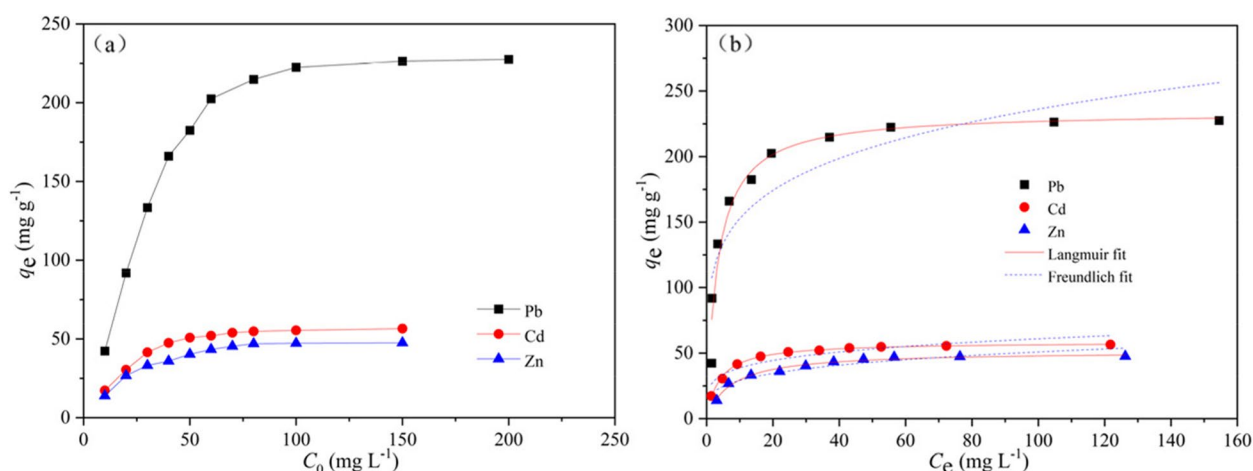 (a)
250
200
150
100
50
0
qe (mg g-1)
0 50 100 150 200 250
C0 (mg L-1)
Pb
Cd
Zn
(b)
300
250
200
150
100
50
0
qe (mg g-1)
0 20 40 60 80 100 120 140 160
Ce (mg L-1)
Pb
Cd
Zn
Langmuir fit
Freundlich fit